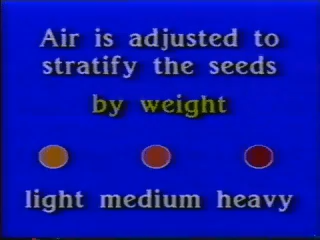 Air is adjusted to
stratify the seeds
by weight
light medium heavy